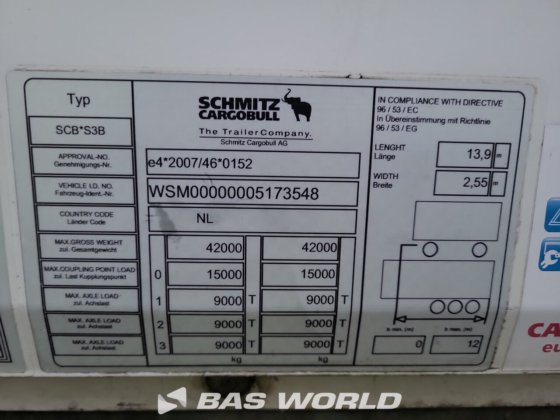 Typ
SCB*S3B
APPROVAL-NO.
Genehmigungs-Nr.
e4*2007/46*0152
VEHICLE I.D. NO.
Fahrzeug-Ident.-Nr.
WSM00000005173548
COUNTRY CODE
Länder Code
NL
MAX.GROSS WEIGHT
zul. Gesamtgewicht
42000 42000
MAX.COUPLING POINT LOAD
zul. Last Kupplungspunkt
0 15000 15000
MAX. AXLE LOAD
zul. Achslast
1 9000 T 9000 T
MAX. AXLE LOAD
zul. Achslast
2 9000 T 9000 T
MAX. AXLE LOAD
zul. Achslast
3 9000 T 9000 T
kg kg
SCHMITZ
CARGOBULL
The TrailerCompany.
Schmitz Cargobull AG
IN COMPLIANCE WITH DIRECTIVE
96 / 53 / EC
In Übereinstimmung mit Richtlinie
96 / 53 / EG
LENGHT
Länge
13,9 m
WIDTH
Breite
2,55 m
b max. (m) b max. (m)
0 12
CA
eu
BAS WORLD